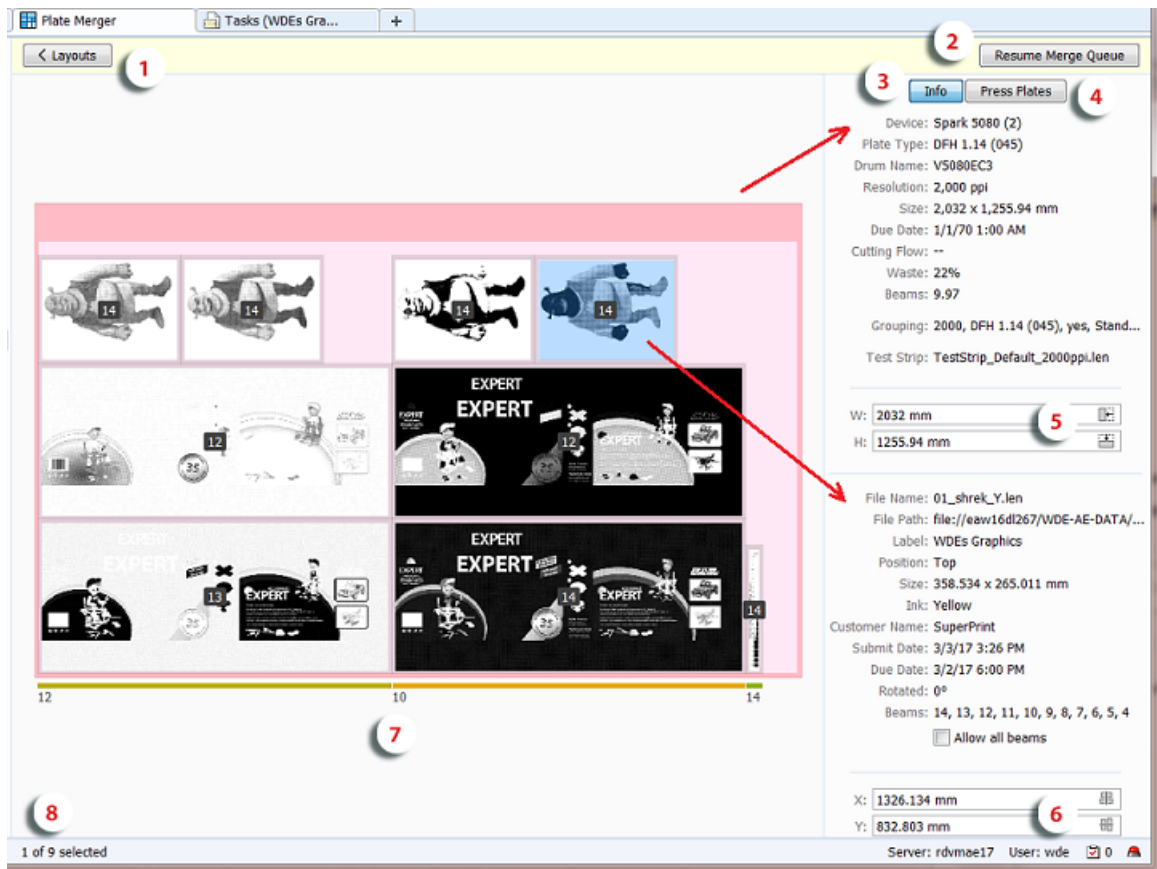 Plate Merger
Tasks (WDEs Gra...
+
< Layouts
1
2
Resume Merge Queue
3
Info
Press Plates
4
Device: Spark 5080 (2)
Plate Type: DFH 1.14 (045)
Drum Name: V5080EC3
Resolution: 2,000 ppi
Size: 2,032 x 1,255.94 mm
Due Date: 1/1/70 1:00 AM
Cutting Flow: --
Waste: 22%
Beams: 9.97
Grouping: 2000, DFH 1.14 (045), yes, Stand...
Test Strip: TestStrip_Default_2000ppi.len
W: 2032 mm
5
H: 1255.94 mm
File Name: 01_shrek_Y.len
File Path: file://eaw16dl267/WDE-AE-DATA/...
Label: WDEs Graphics
Position: Top
Size: 358.534 x 265.011 mm
Ink: Yellow
Customer Name: SuperPrint
Submit Date: 3/3/17 3:26 PM
Due Date: 3/2/17 6:00 PM
Rotated: 0°
Beams: 14, 13, 12, 11, 10, 9, 8, 7, 6, 5, 4
Allow all beams
X: 1326.134 mm
6
Y: 832.803 mm
14
14
14
14
EXPERT
EXPERT
EXPERT
12
12
35
35
EXPERT
EXPERT
EXPERT
EXPERT
EXPERT
EXPERT
13
14
14
35
35
12
10
14
7
8
1 of 9 selected
Server: rdvmae17 User: wde 0